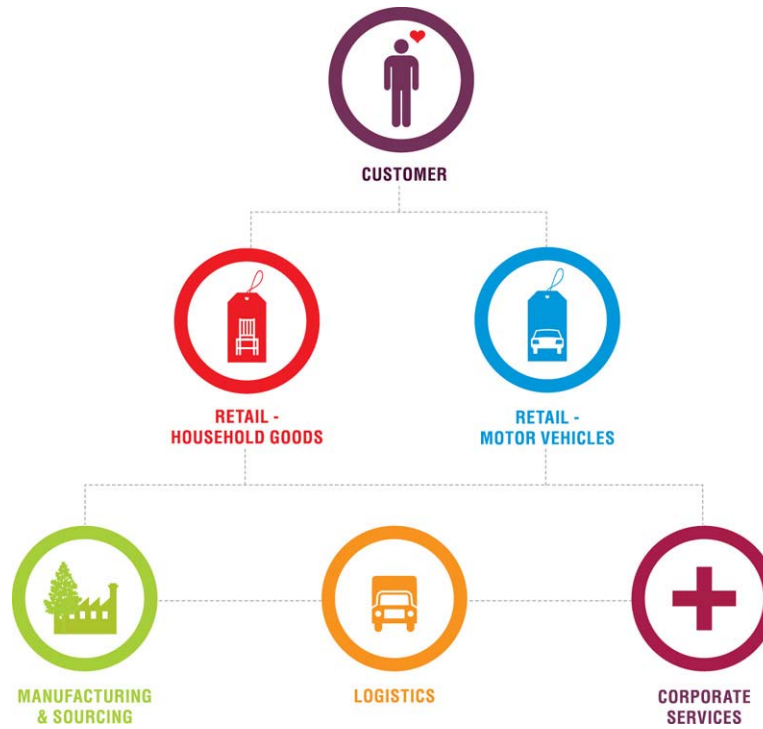 CUSTOMER
RETAIL -
HOUSEHOLD GOODS
RETAIL -
MOTOR VEHICLES
MANUFACTURING
& SOURCING
LOGISTICS
CORPORATE
SERVICES